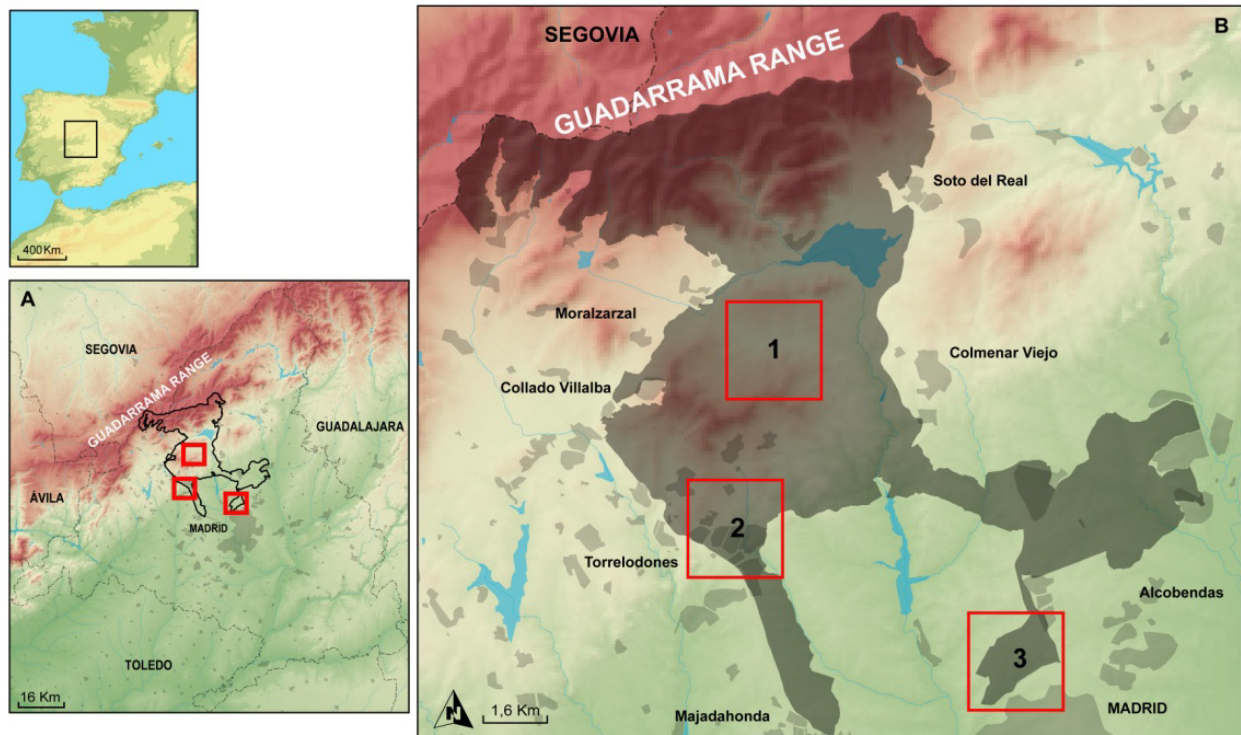 400 Km.
A
SEGOVIA
GUADARRAMA RANGE
GUADALAJARA
ÁVILA
MADRID
TOLEDO
16 Km
B
SEGOVIA
GUADARRAMA RANGE
Soto del Real
Moralzarzal
1
Colmenar Viejo
Collado Villalba
2
Torrelodones
Alcobendas
3
N
1,6 Km
Majadahonda
MADRID